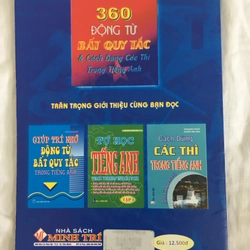 360
ĐỘNG TỪ
BẤT QUY TẮC
& Cách Dùng Các Thì
Trong Tiếng Anh
TRÂN TRỌNG GIỚI THIỆU CÙNG BẠN ĐỌC
GIÚP TRÍ NHỚ
ĐỘNG TỪ
BẤT QUY TẮC
TRONG TIẾNG ANH
TỰ HỌC
TIẾNG ANH
Cách Dùng
CÁC THÌ
TRONG TIẾNG ANH
NHÀ SÁCH
MINH TRÍ
Giá : 12.500đ